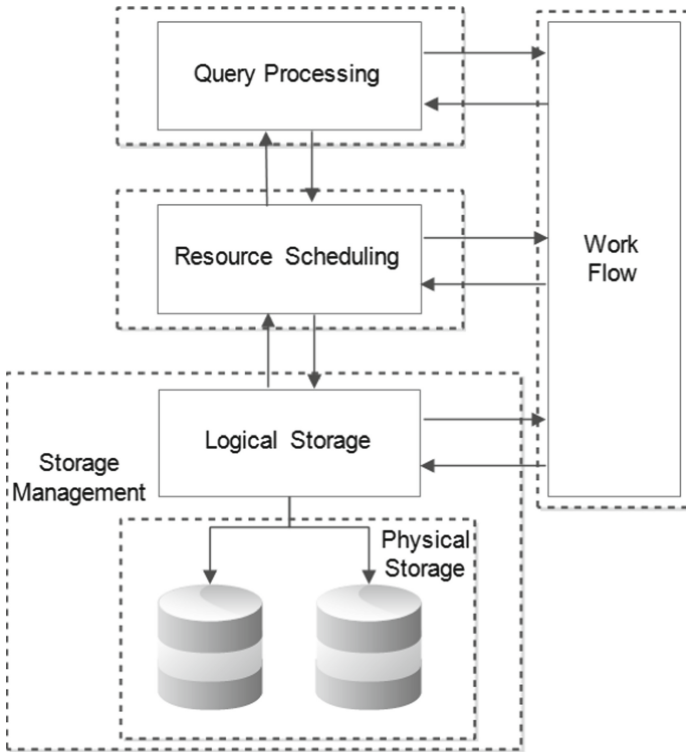 Query Processing
Resource Scheduling
Work
Flow
Logical Storage
Storage
Management
Physical
Storage